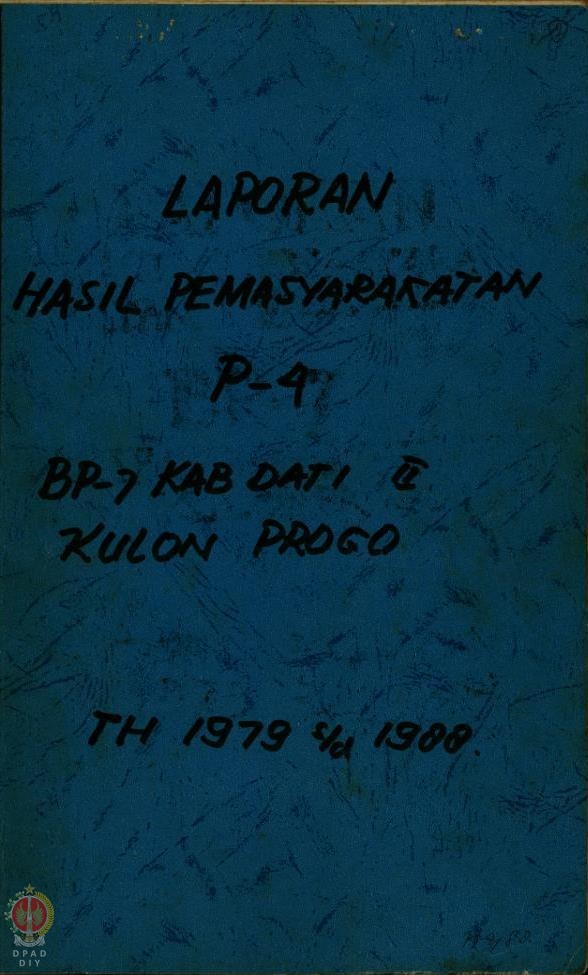 LAPORAN
HASIL PEMASYARAKATAN
P-4
BP-7 KAB DATI II
KULON PROGO
TH 1979 s/d 1988.
DPAD
DIY